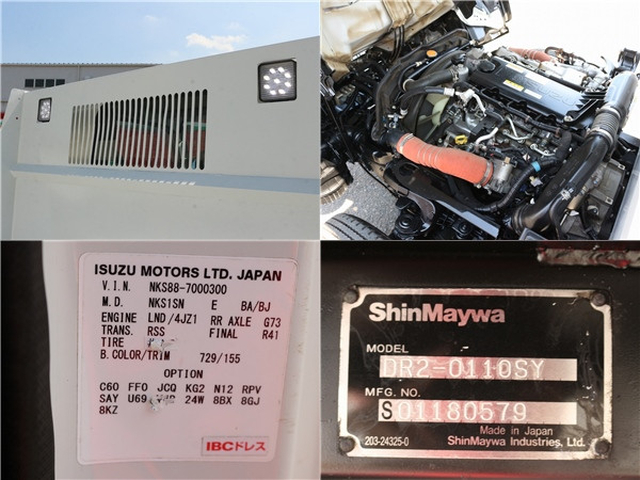 ISUZU MOTORS LTD. JAPAN
V.I.N. NKS88-7000300
M.D. NKS1SN E BA/BJ
ENGINE LND/4JZ1 RR AXLE G73
TRANS. RSS FINAL R41
TIRE
B.COLOR/TRIM 729/155
OPTION
C60 FF0 JCQ KG2 N12 RPV
SAY U69 24W 8BX 8GJ
8KZ
IBCドレス
ShinMaywa
MODEL
DR2-0110SY
MFG. NO.
S01180579
Made in Japan
203-24325-0 ShinMaywa Industries, Ltd.